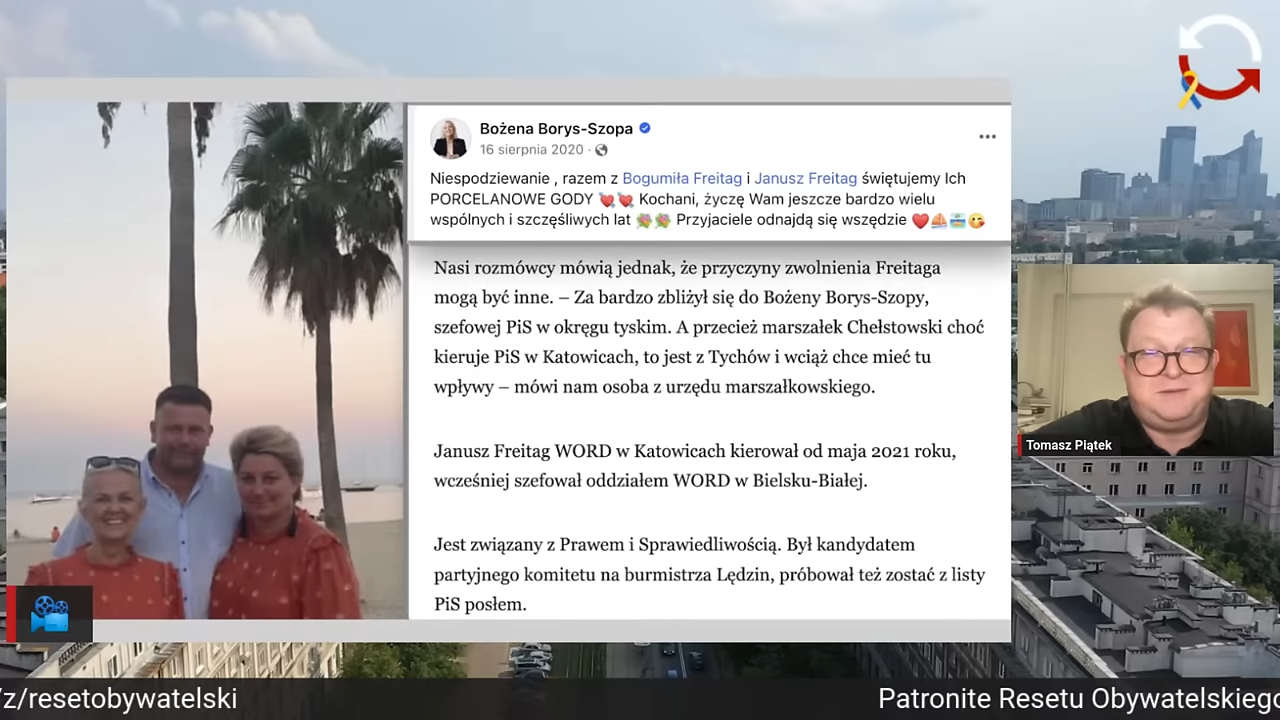 Bożena Borys-Szopa
16 sierpnia 2020 ·
Niespodziewanie , razem z Bogumiła Freitag i Janusz Freitag świętujemy Ich
PORCELANOWE GODY 💘💘 Kochani, życzę Wam jeszcze bardzo wielu
wspólnych i szczęśliwych lat 💐💐 Przyjaciele odnajdą się wszędzie ❤️⛵🏝️😋
Nasi rozmówcy mówią jednak, że przyczyny zwolnienia Freitaga
mogą być inne. – Za bardzo zbliżył się do Bożeny Borys-Szopy,
szefowej PiS w okręgu tyskim. A przecież marszałek Chełstowski choć
kieruje PiS w Katowicach, to jest z Tychów i wciąż chce mieć tu
wpływy – mówi nam osoba z urzędu marszałkowskiego.
Janusz Freitag WORD w Katowicach kierował od maja 2021 roku,
wcześniej szefował oddziałem WORD w Bielsku-Białej.
Jest związany z Prawem i Sprawiedliwością. Był kandydatem
partyjnego komitetu na burmistrza Lędzin, próbował też zostać z listy
PiS posłem.
Tomasz Piątek
/z/resetobywatelski
Patronite Resetu Obywatelskiego